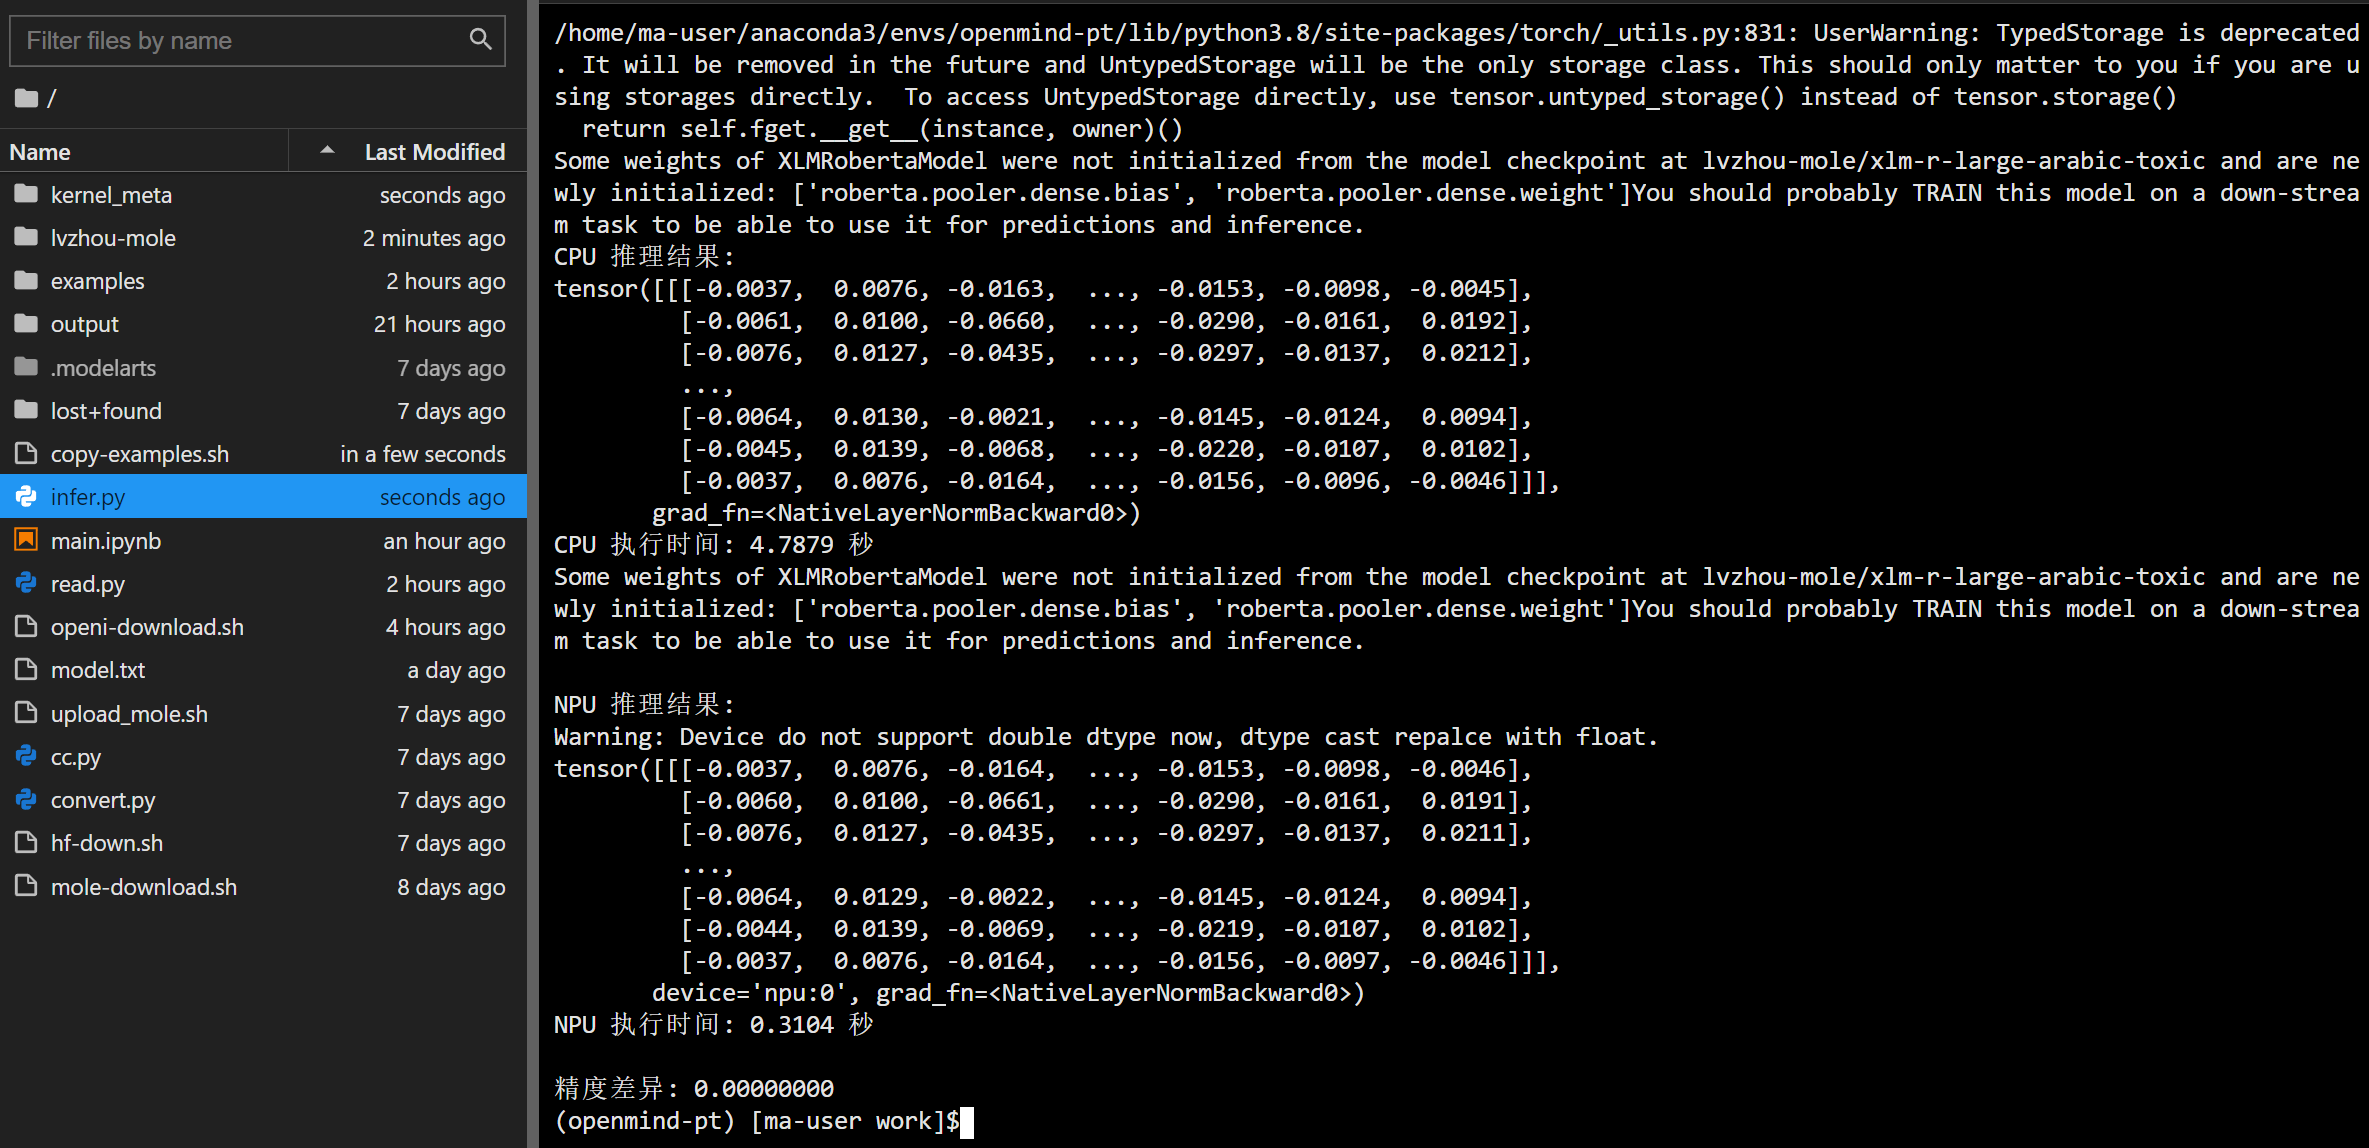 Filter files by name
/
Name Last Modified
kernel_meta seconds ago
lvzhou-mole 2 minutes ago
examples 2 hours ago
output 21 hours ago
.modelarts 7 days ago
lost+found 7 days ago
copy-examples.sh in a few seconds
infer.py seconds ago
main.ipynb an hour ago
read.py 2 hours ago
openi-download.sh 4 hours ago
model.txt a day ago
upload_mole.sh 7 days ago
cc.py 7 days ago
convert.py 7 days ago
hf-down.sh 7 days ago
mole-download.sh 8 days ago
/home/ma-user/anaconda3/envs/openmind-pt/lib/python3.8/site-packages/torch/_utils.py:831: UserWarning: TypedStorage is deprecated
. It will be removed in the future and UntypedStorage will be the only storage class. This should only matter to you if you are u
sing storages directly.  To access UntypedStorage directly, use tensor.untyped_storage() instead of tensor.storage()
  return self.fget.__get__(instance, owner)()
Some weights of XLMRobertaModel were not initialized from the model checkpoint at lvzhou-mole/xlm-r-large-arabic-toxic and are ne
wly initialized: ['roberta.pooler.dense.bias', 'roberta.pooler.dense.weight']You should probably TRAIN this model on a down-strea
m task to be able to use it for predictions and inference.
CPU 推理结果:
tensor([[[-0.0037,  0.0076, -0.0163,  ..., -0.0153, -0.0098, -0.0045],
         [-0.0061,  0.0100, -0.0660,  ..., -0.0290, -0.0161,  0.0192],
         [-0.0076,  0.0127, -0.0435,  ..., -0.0297, -0.0137,  0.0212],
         ...,
         [-0.0064,  0.0130, -0.0021,  ..., -0.0145, -0.0124,  0.0094],
         [-0.0045,  0.0139, -0.0068,  ..., -0.0220, -0.0107,  0.0102],
         [-0.0037,  0.0076, -0.0164,  ..., -0.0156, -0.0096, -0.0046]]],
       grad_fn=<NativeLayerNormBackward0>)
CPU 执行时间: 4.7879 秒
Some weights of XLMRobertaModel were not initialized from the model checkpoint at lvzhou-mole/xlm-r-large-arabic-toxic and are ne
wly initialized: ['roberta.pooler.dense.bias', 'roberta.pooler.dense.weight']You should probably TRAIN this model on a down-strea
m task to be able to use it for predictions and inference.
NPU 推理结果:
Warning: Device do not support double dtype now, dtype cast repalce with float.
tensor([[[-0.0037,  0.0076, -0.0164,  ..., -0.0153, -0.0098, -0.0046],
         [-0.0060,  0.0100, -0.0661,  ..., -0.0290, -0.0161,  0.0191],
         [-0.0076,  0.0127, -0.0435,  ..., -0.0297, -0.0137,  0.0211],
         ...,
         [-0.0064,  0.0129, -0.0022,  ..., -0.0145, -0.0124,  0.0094],
         [-0.0044,  0.0139, -0.0069,  ..., -0.0219, -0.0107,  0.0102],
         [-0.0037,  0.0076, -0.0164,  ..., -0.0156, -0.0097, -0.0046]]],
       device='npu:0', grad_fn=<NativeLayerNormBackward0>)
NPU 执行时间: 0.3104 秒
精度差异: 0.00000000
(openmind-pt) [ma-user work]$